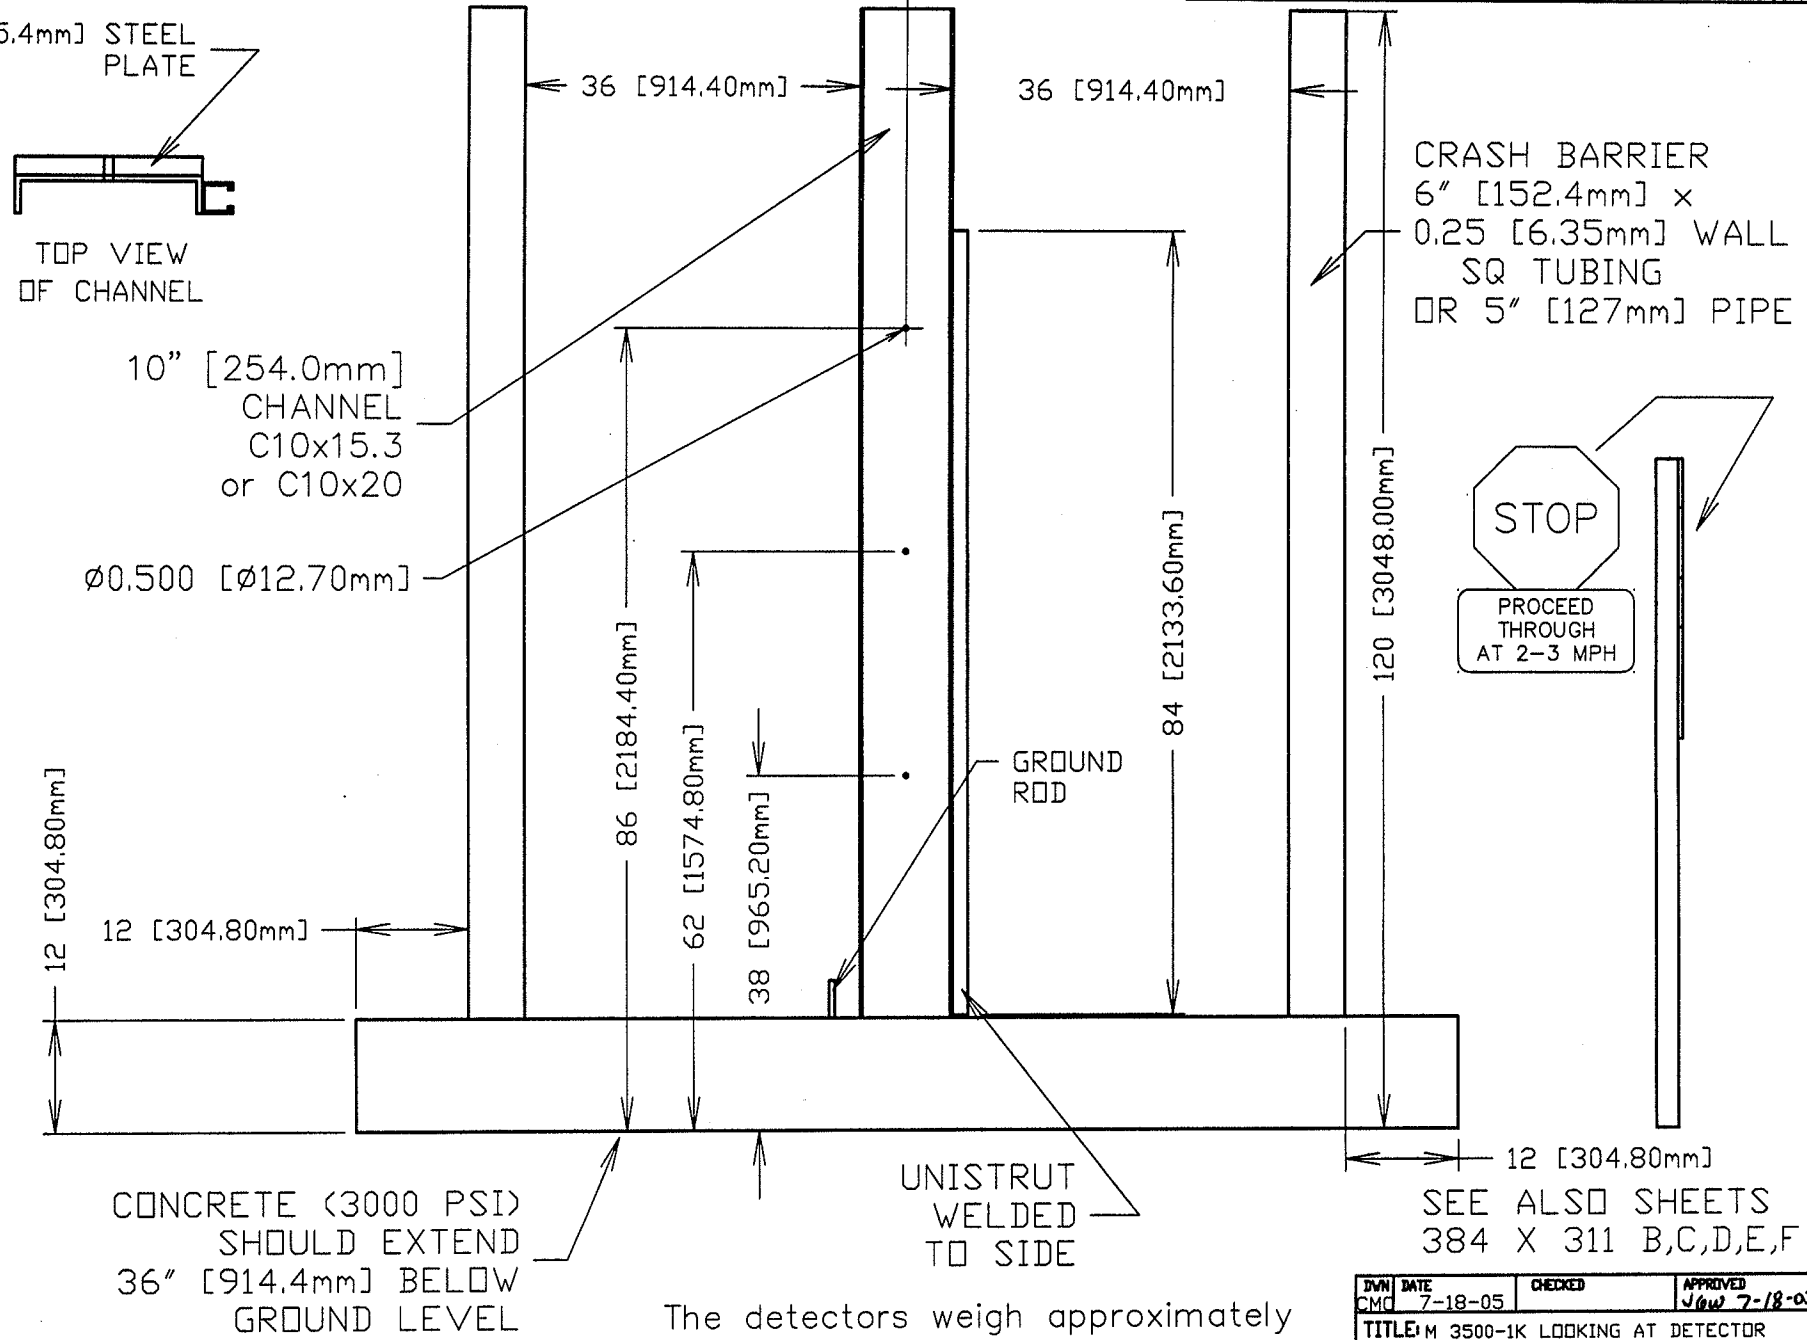 5.4mm] STEEL
PLATE
TOP VIEW
OF CHANNEL
36 [914.40mm]
36 [914.40mm]
CRASH BARRIER
6" [152.4mm] x
0.25 [6.35mm] WALL
SQ TUBING
OR 5" [127mm] PIPE
10" [254.0mm]
CHANNEL
C10x15.3
or C10x20
Ø0.500 [Ø12.70mm]
86 [2184.40mm]
62 [1574.80mm]
38 [965.20mm]
84 [2133.60mm]
120 [3048.00mm]
STOP
PROCEED
THROUGH
AT 2-3 MPH
GROUND
ROD
12 [304.80mm]
12 [304.80mm]
12 [304.80mm]
CONCRETE (3000 PSI)
SHOULD EXTEND
36" [914.4mm] BELOW
GROUND LEVEL
UNISTRUT
WELDED
TO SIDE
SEE ALSO SHEETS
384 X 311 B,C,D,E,F
The detectors weigh approximately
DWN DATE CHECKED APPROVED
CMC 7-18-05 JGW 7-18-0
TITLE: M 3500-1K LOOKING AT DETECTOR